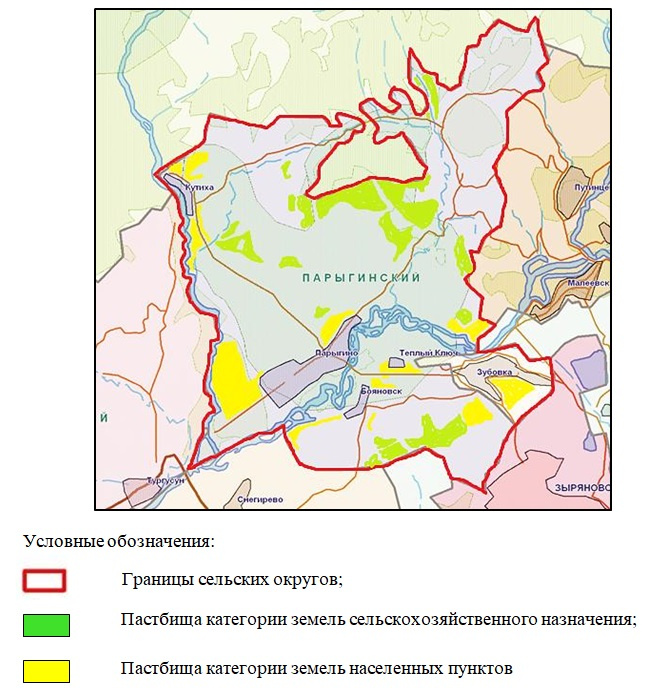 Кутиха
Путинце
ПАРЫГИНСКИЙ
Малеевск
Парыгино
Теплый Ключ
Зубовка
Бояновск
Й
Тургусун
Снегирево
ЗЫРЯНОВС
Условные обозначения:
Границы сельских округов;
Пастбища категории земель сельскохозяйственного назначения;
Пастбища категории земель населенных пунктов